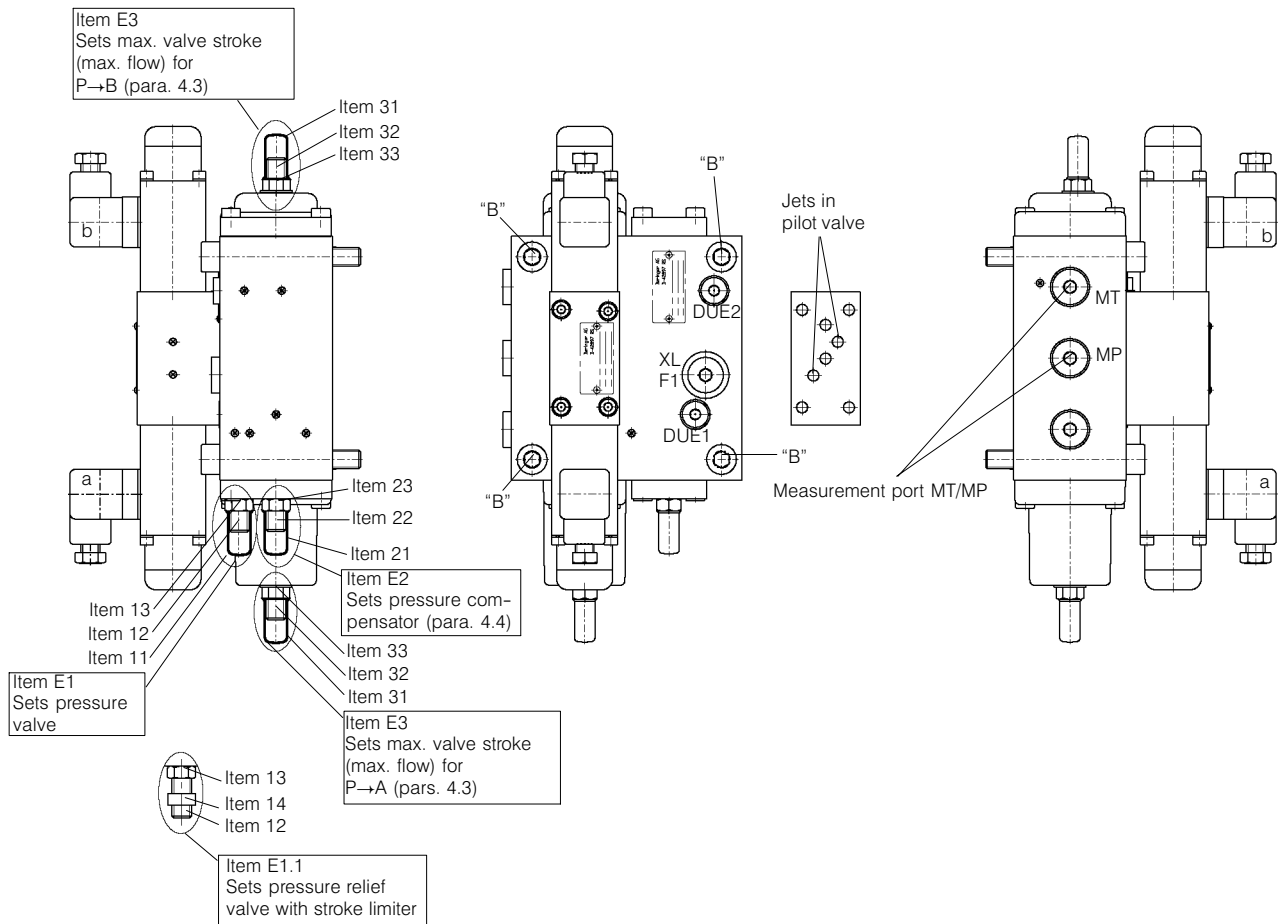 Item E3
Sets max. valve stroke
(max. flow) for
P→B (para. 4.3)
Item 31
Item 32
Item 33
b
a
Item 23
Item 22
Item 21
Item E2
Sets pressure com-
pensator (para. 4.4)
Item 13
Item 12
Item 11
Item E1
Sets pressure
valve
Item 33
Item 32
Item 31
Item E3
Sets max. valve stroke
(max. flow) for
P→A (pars. 4.3)
Item 13
Item 14
Item 12
Item E1.1
Sets pressure relief
valve with stroke limiter
"B"
"B"
DUE2
XL
F1
DUE1
"B"
"B"
Jets in
pilot valve
MT
MP
b
a
Measurement port MT/MP